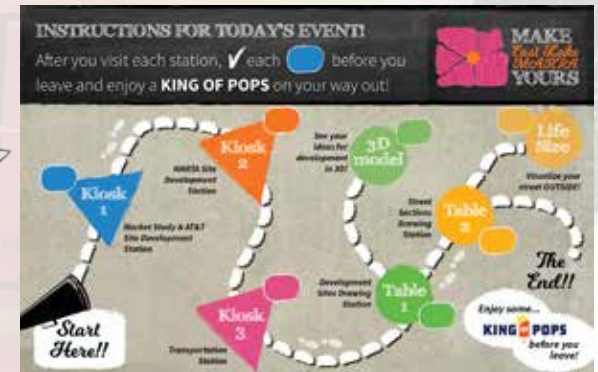 INSTRUCTIONS FOR TODAY'S EVENT!
After you visit each station, ✓ each before you
leave and enjoy a KING OF POPS on your way out!
MAKE
East Lake
MARTA
YOURS
Kiosk
1
Market Study & AT&T
Site Development
Station
Kiosk
2
MARTA Site
Development
Station
Kiosk
3
Transportation
Station
See your
ideas for
development
in 3D!
3D
model
Table
1
Development
Sites Drawing
Station
Table
2
Street
Sections
Drawing
Station
Life
Size
Visualize your
street OUTSIDE!
Start
Here!!
The
End!!
Enjoy some...
KING OF POPS
before you
leave!